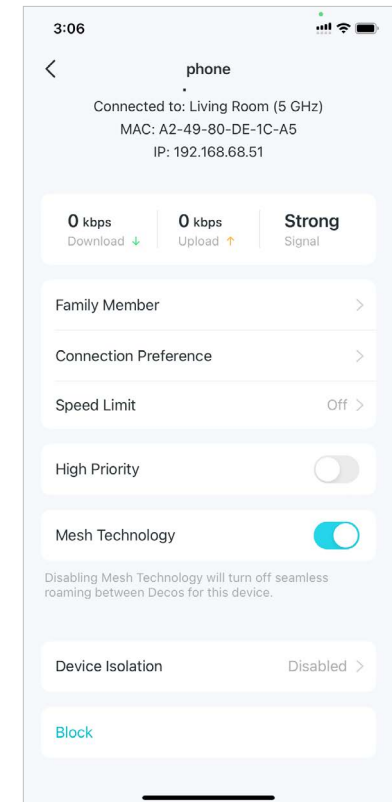 3:06
phone
Connected to: Living Room (5 GHz)
MAC: A2-49-80-DE-1C-A5
IP: 192.168.68.51
0 kbps
Download ↓
0 kbps
Upload ↑
Strong
Signal
Family Member
Connection Preference
Speed Limit Off
High Priority
Mesh Technology
Disabling Mesh Technology will turn off seamless
roaming between Decos for this device.
Device Isolation Disabled
Block